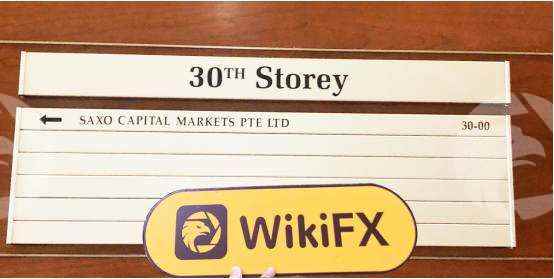 30TH Storey
SAXO CAPITAL MARKETS PTE LTD 30-00
WikiFX